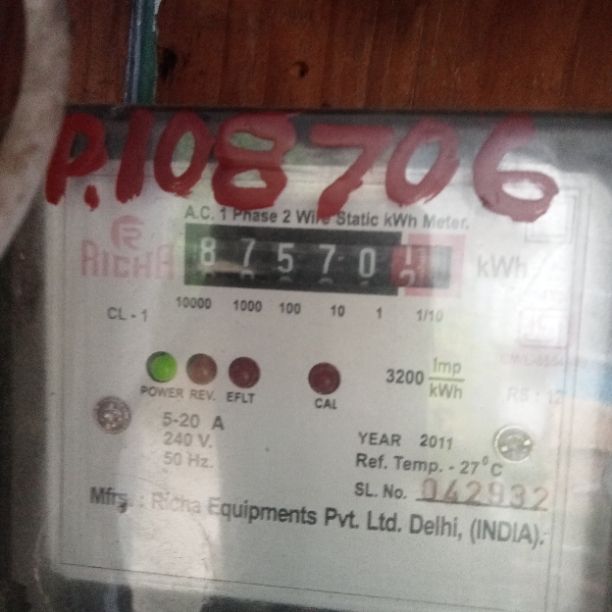 P.108706
A.C. 1 Phase 2 Wire Static kWh Meter.
RICHA
87570 kWh
CL - 1
10000 1000 100 10 1 1/10
3200 Imp/kWh
POWER REV. EFLT
CAL
5-20 A
240 V.
50 Hz.
YEAR 2011
Ref. Temp. - 27°C
SL. No. 042932
Mfrs. : Richa Equipments Pvt. Ltd. Delhi, (INDIA).